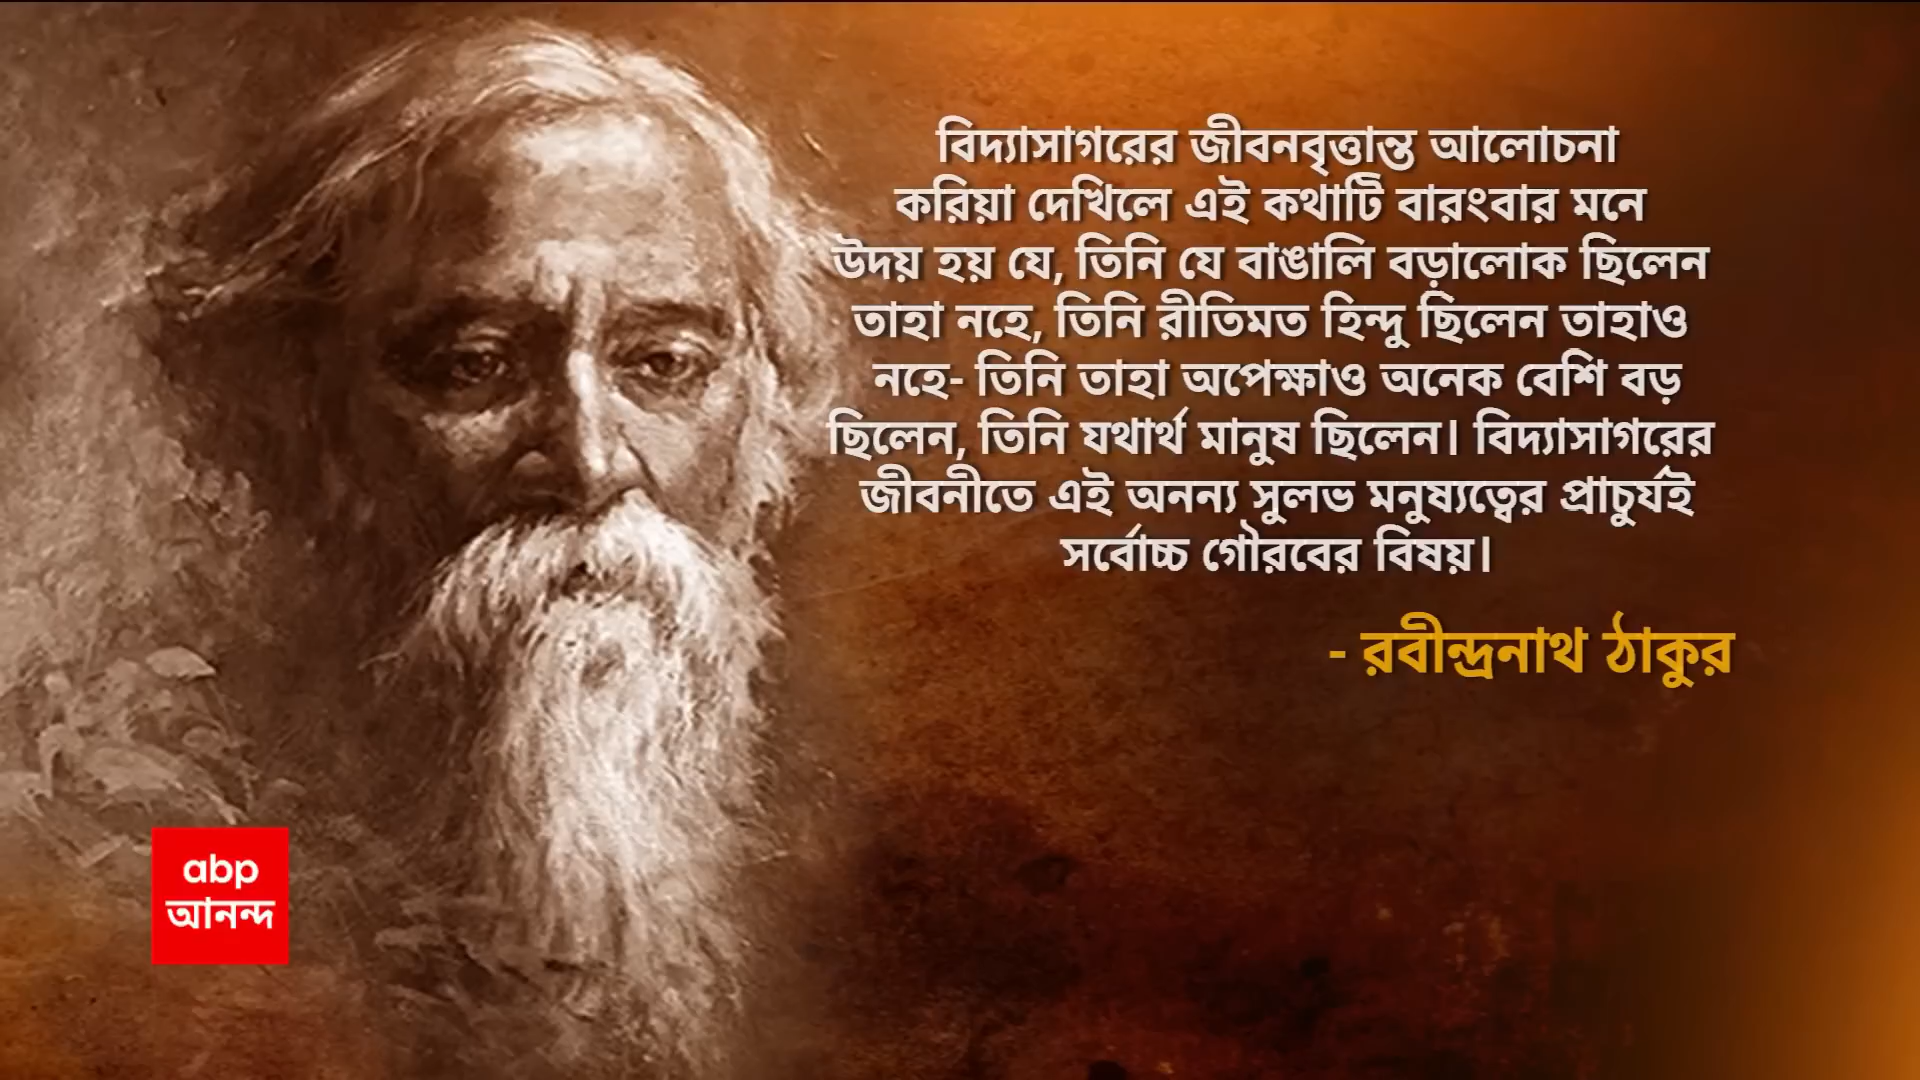 বিদ্যাসাগরের জীবনবৃত্তান্ত আলোচনা
করিয়া দেখিলে এই কথাটি বারংবার মনে
উদয় হয় যে, তিনি যে বাঙালি বড়ালোক ছিলেন
তাহা নহে, তিনি রীতিমত হিন্দু ছিলেন তাহাও
নহে- তিনি তাহা অপেক্ষাও অনেক বেশি বড়
ছিলেন, তিনি যথার্থ মানুষ ছিলেন। বিদ্যাসাগরের
জীবনীতে এই অনন্য সুলভ মনুষ্যত্বের প্রাচুর্যই
সর্বোচ্চ গৌরবের বিষয়।
- রবীন্দ্রনাথ ঠাকুর
abp
আনন্দ